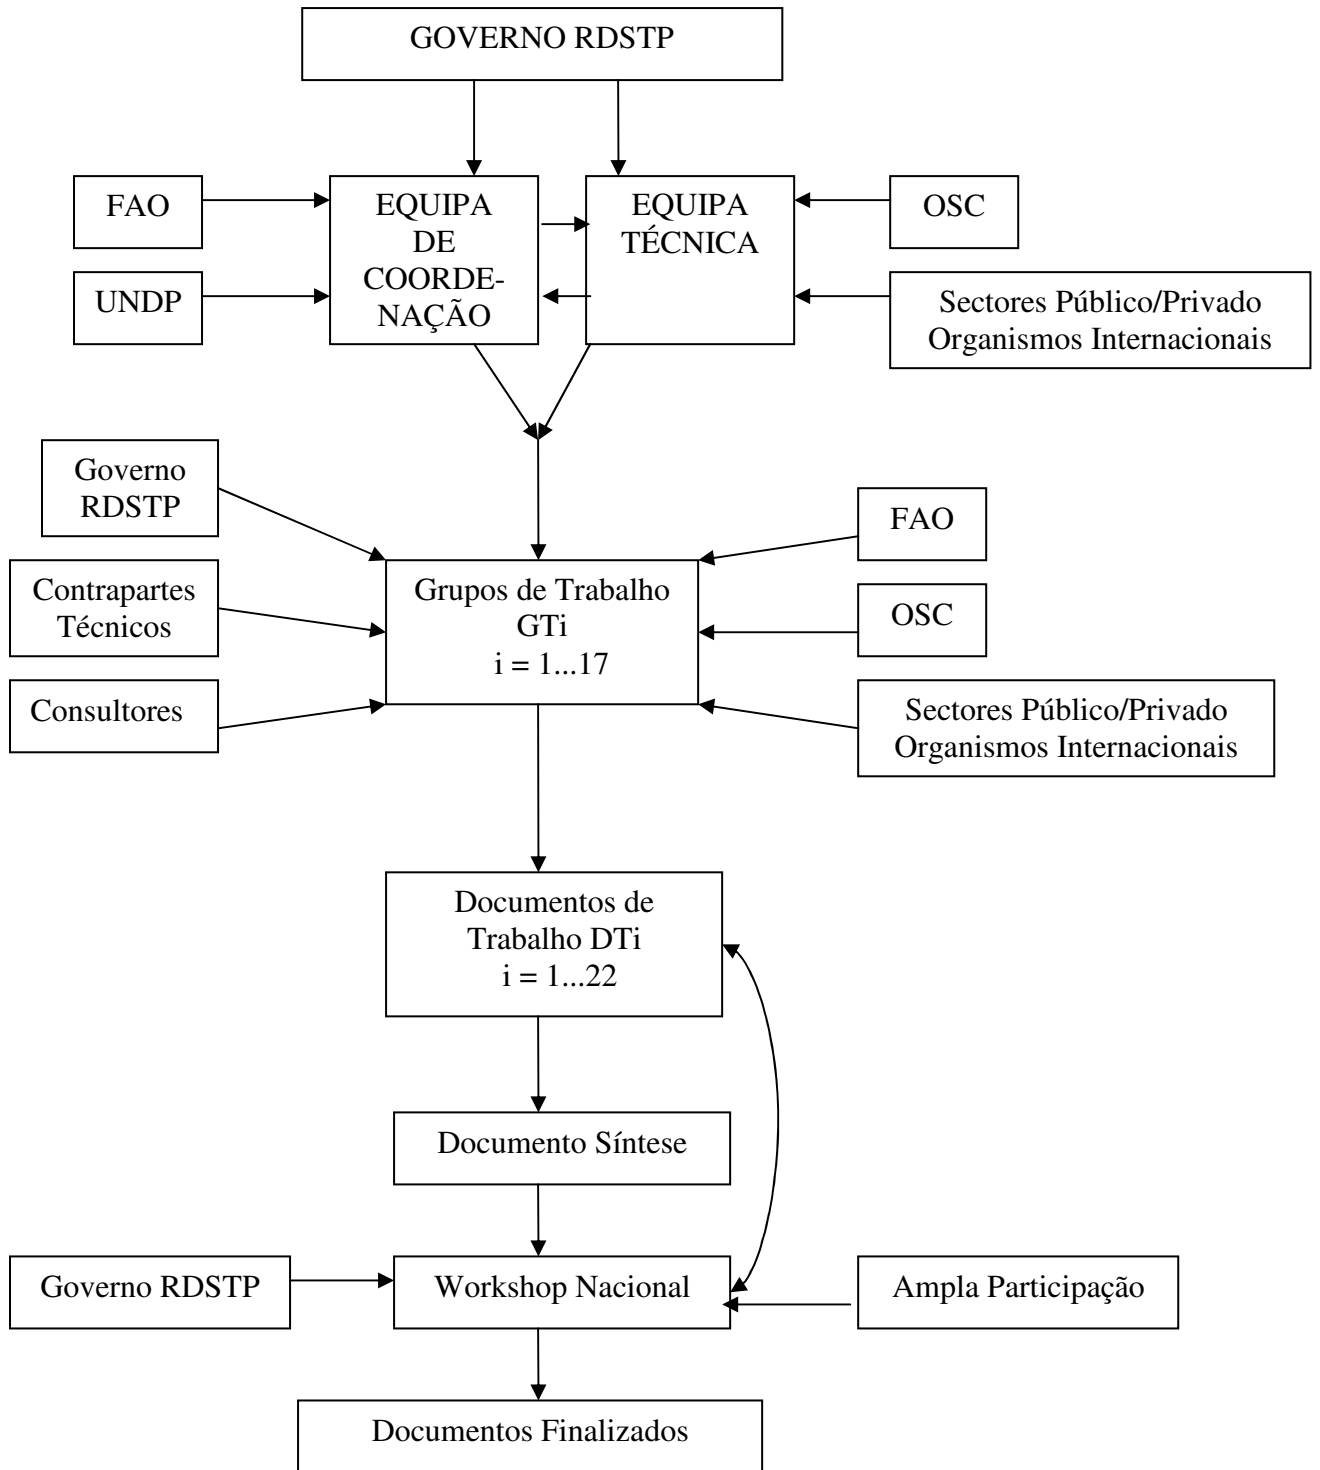 GOVERNO RDSTP
FAO
EQUIPA
DE
COORDE-
NAÇÃO
EQUIPA
TÉCNICA
OSC
UNDP
Sectores Público/Privado
Organismos Internacionais
Governo
RDSTP
FAO
Contrapartes
Técnicos
Grupos de Trabalho
GTi
i = 1...17
OSC
Consultores
Sectores Público/Privado
Organismos Internacionais
Documentos de
Trabalho DTi
i = 1...22
Documento Síntese
Governo RDSTP
Workshop Nacional
Ampla Participação
Documentos Finalizados